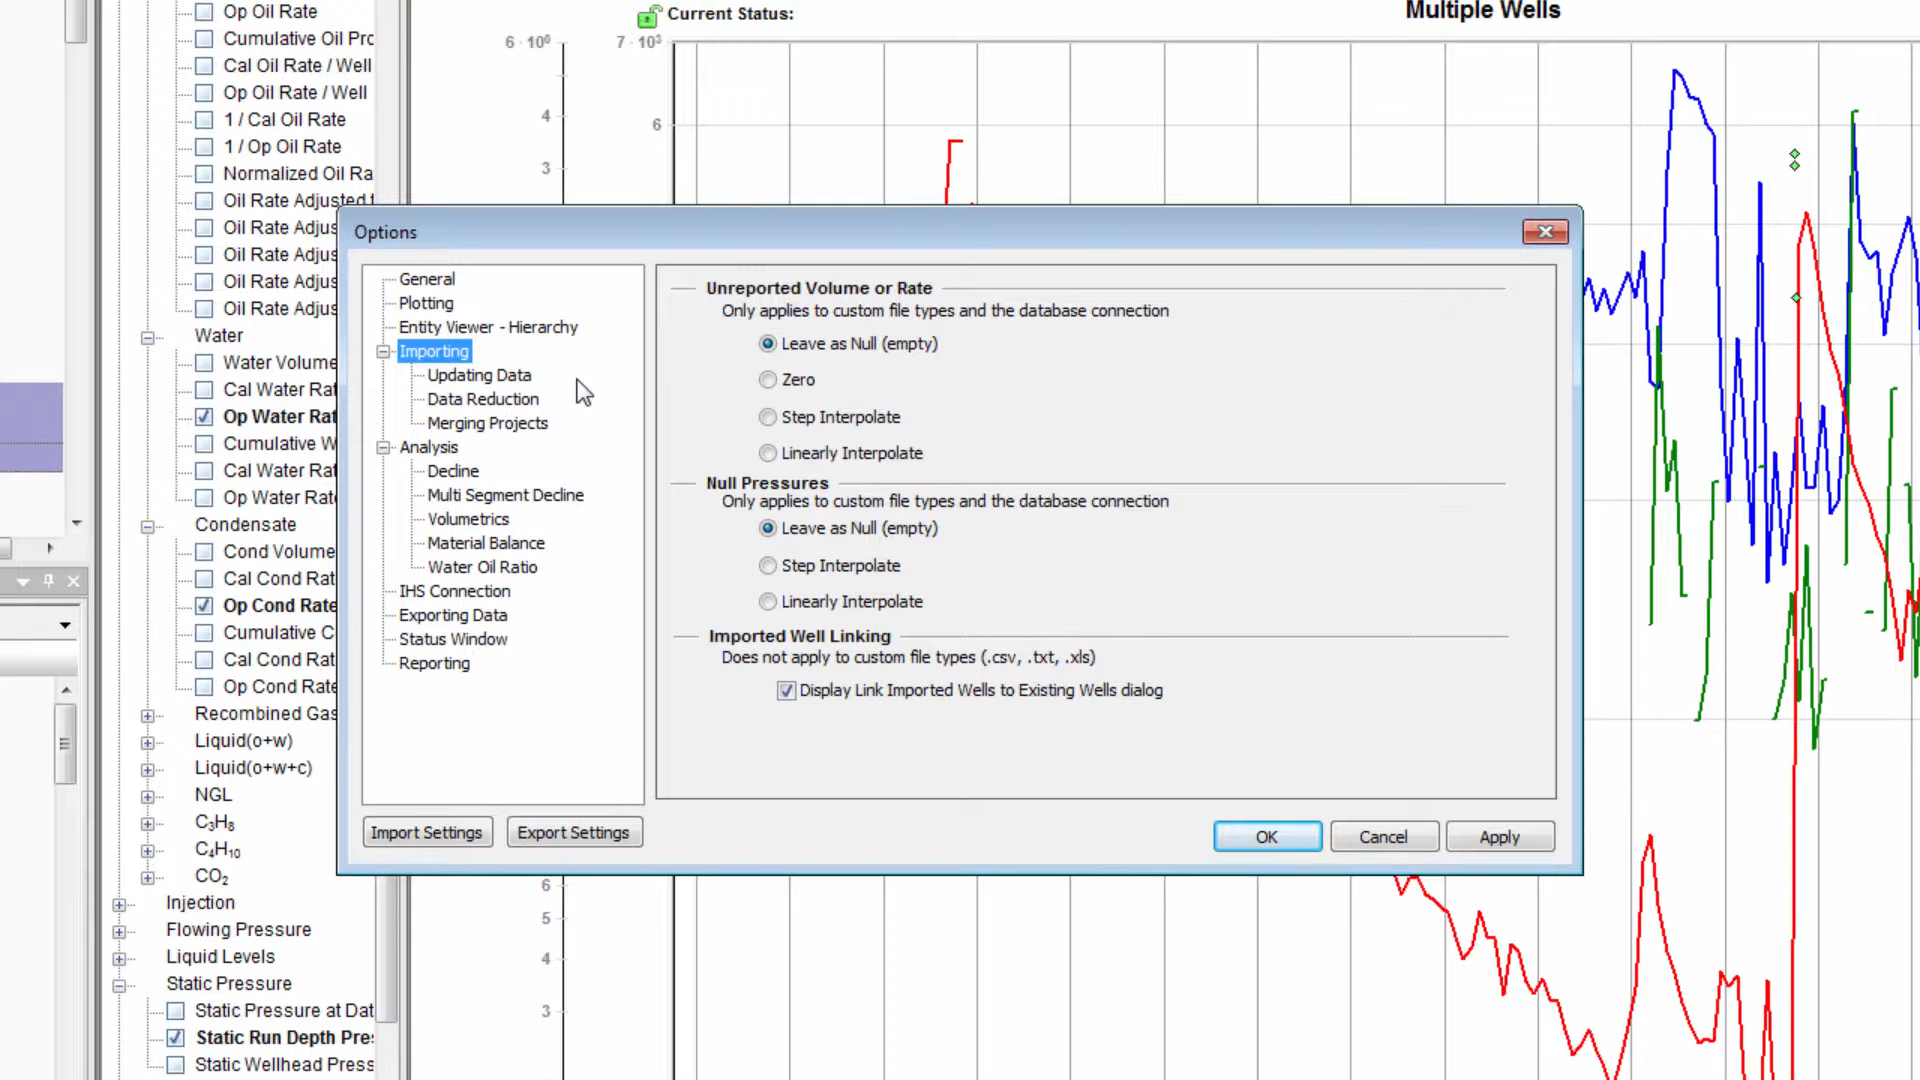 Op Oil Rate
Cumulative Oil Prc
Cal Oil Rate / Well
Op Oil Rate / Well
1 / Cal Oil Rate
1 / Op Oil Rate
Normalized Oil Ra
Oil Rate Adjusted f
Oil Rate Adjus
Oil Rate Adjus
Oil Rate Adjus
Oil Rate Adjus
Water
Water Volume
Cal Water Rat
Op Water Rat
Cumulative W
Cal Water Rat
Op Water Rate
Condensate
Cond Volume
Cal Cond Rat
Op Cond Rate
Cumulative C
Cal Cond Rat
Op Cond Rate
Recombined Gas
Liquid(o+w)
Liquid(o+w+c)
NGL
C₃H₈
C₄H₁₀
CO₂
Injection
Flowing Pressure
Liquid Levels
Static Pressure
Static Pressure at Dat
Static Run Depth Pre
Static Wellhead Press
Current Status:
Multiple Wells
6 · 10⁰
7 · 10³
4
6
3
Options
General
Plotting
Entity Viewer - Hierarchy
Importing
Updating Data
Data Reduction
Merging Projects
Analysis
Decline
Multi Segment Decline
Volumetrics
Material Balance
Water Oil Ratio
IHS Connection
Exporting Data
Status Window
Reporting
Unreported Volume or Rate
Only applies to custom file types and the database connection
Leave as Null (empty)
Zero
Step Interpolate
Linearly Interpolate
Null Pressures
Only applies to custom file types and the database connection
Leave as Null (empty)
Step Interpolate
Linearly Interpolate
Imported Well Linking
Does not apply to custom file types (.csv, .txt, .xls)
Display Link Imported Wells to Existing Wells dialog
Import Settings
Export Settings
OK
Cancel
Apply
6
5
4
3